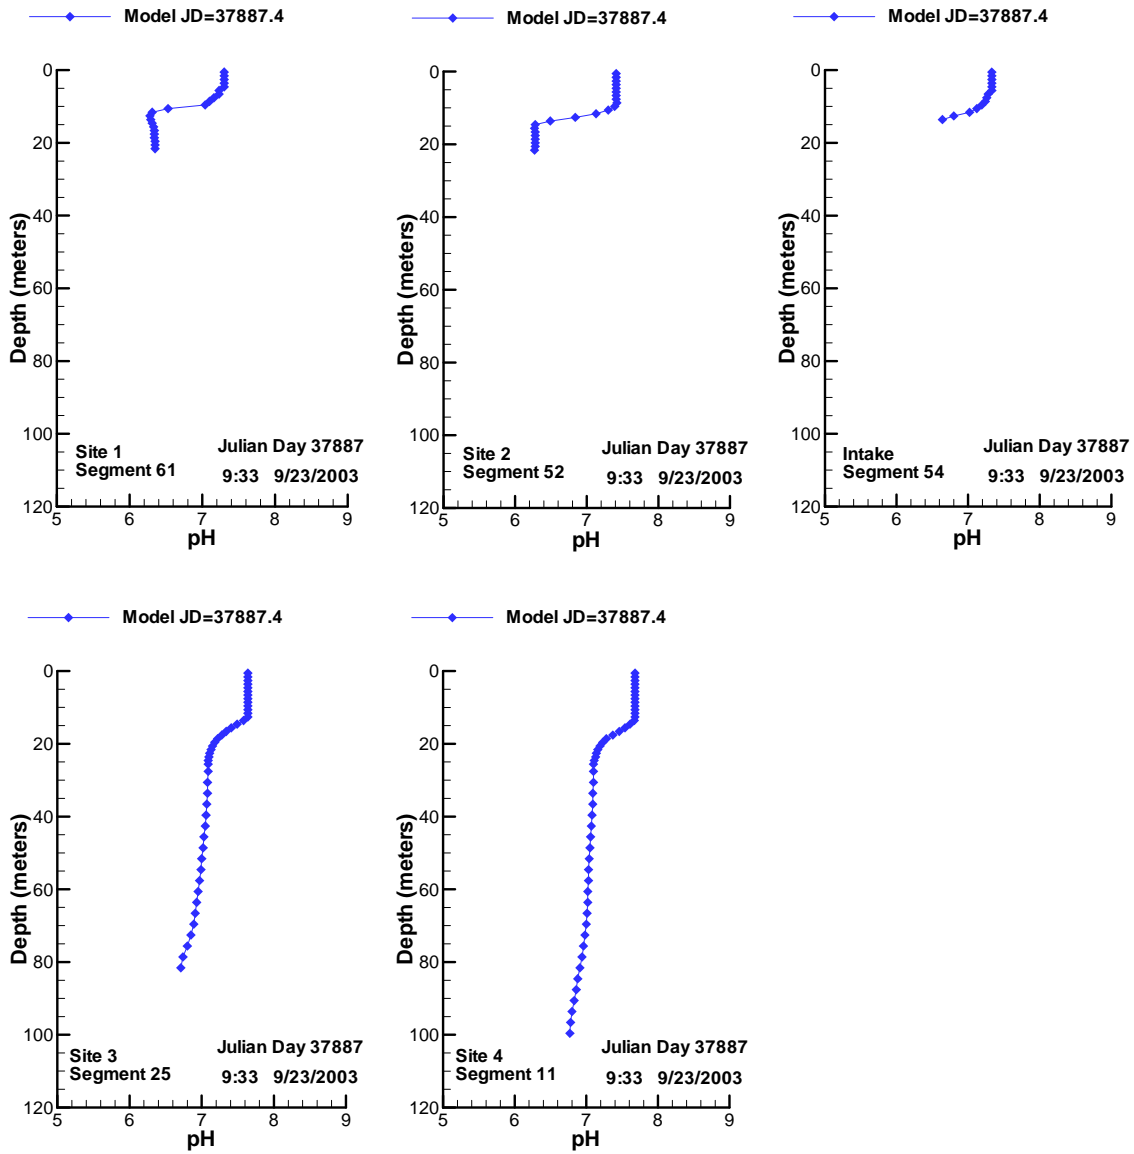 Model JD=37887.4
0
20
40
60
80
100
120
Depth (meters)
Site 1
Segment 61
Julian Day 37887
9:33 9/23/2003
5 6 7 8 9
pH
Model JD=37887.4
0
20
40
60
80
100
120
Depth (meters)
Site 2
Segment 52
Julian Day 37887
9:33 9/23/2003
5 6 7 8 9
pH
Model JD=37887.4
0
20
40
60
80
100
120
Depth (meters)
Intake
Segment 54
Julian Day 37887
9:33 9/23/2003
5 6 7 8 9
pH
Model JD=37887.4
0
20
40
60
80
100
120
Depth (meters)
Site 3
Segment 25
Julian Day 37887
9:33 9/23/2003
5 6 7 8 9
pH
Model JD=37887.4
0
20
40
60
80
100
120
Depth (meters)
Site 4
Segment 11
Julian Day 37887
9:33 9/23/2003
5 6 7 8 9
pH